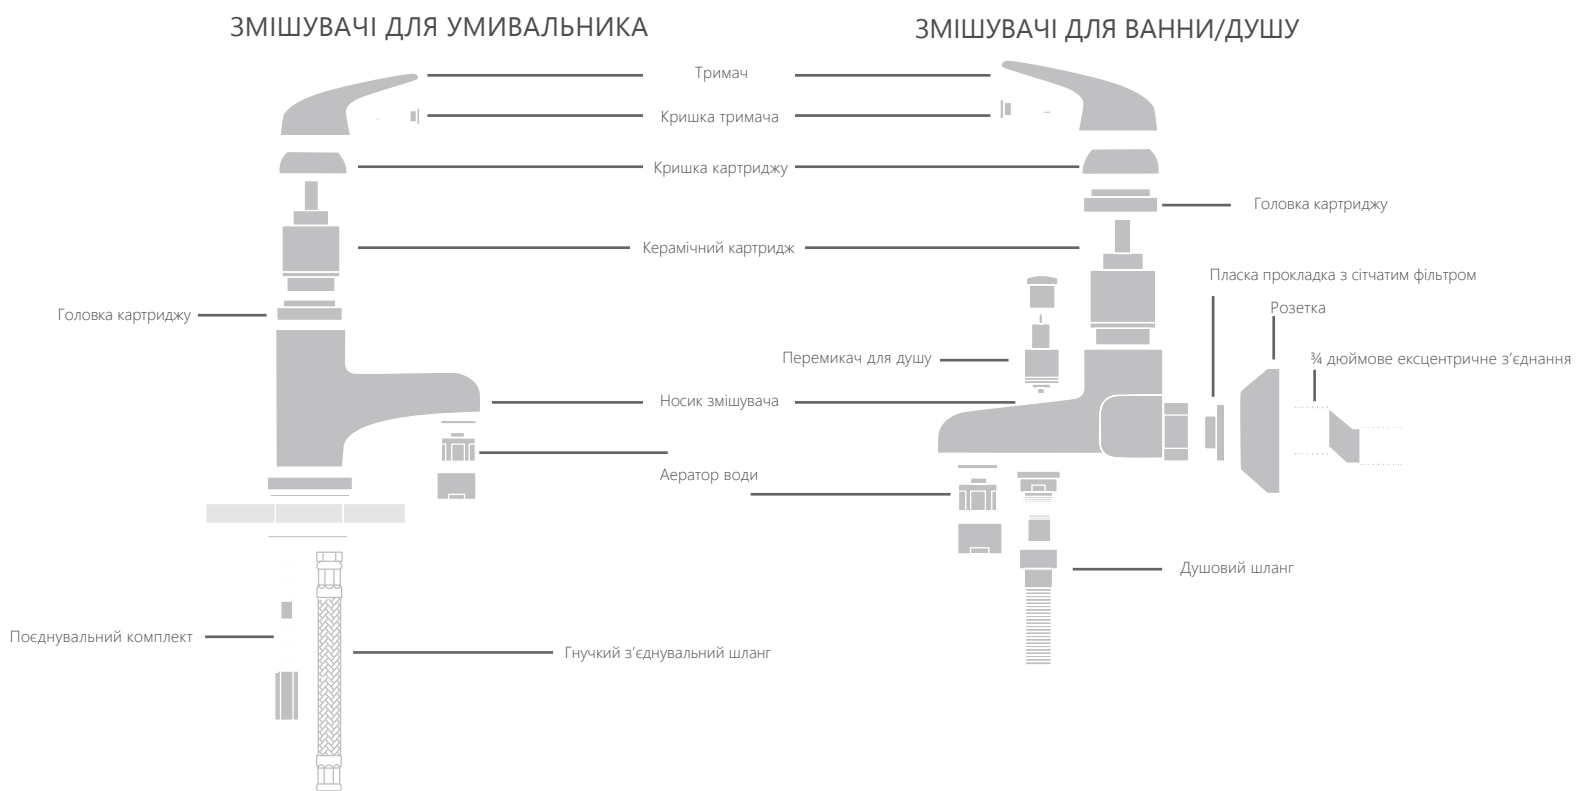 ЗМІШУВАЧІ ДЛЯ УМИВАЛЬНИКА
ЗМІШУВАЧІ ДЛЯ ВАННИ/ДУШУ
Тримач
Кришка тримача
Кришка картриджу
Головка картриджу
Керамічний картридж
Пласка прокладка з сітчатим фільтром
Розетка
Головка картриджу
Перемикач для душу
¾ дюймове ексцентричне з’єднання
Носик змішувача
Аератор води
Душовий шланг
Поєднувальний комплект
Гнучкий з’єднувальний шланг